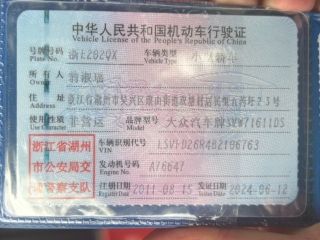 中华人民共和国机动车行驶证
Vehicle License of the People's Republic of China
号牌号码 浙E202QX 车辆类型
Plate No. Vehicle Type
所有人
Owner
住址 浙江省湖州市吴兴区
Address
使用性质 非营运 品牌型号 大众汽车牌SVW71611DS
Use Character Model
浙江省湖州 车辆识别代号
VIN
市公安局交 发动机号码 A76647
Engine No.
通警察支队 注册日期 2011-08-15 发证日期 2024-06-12
Register Date Issue Date